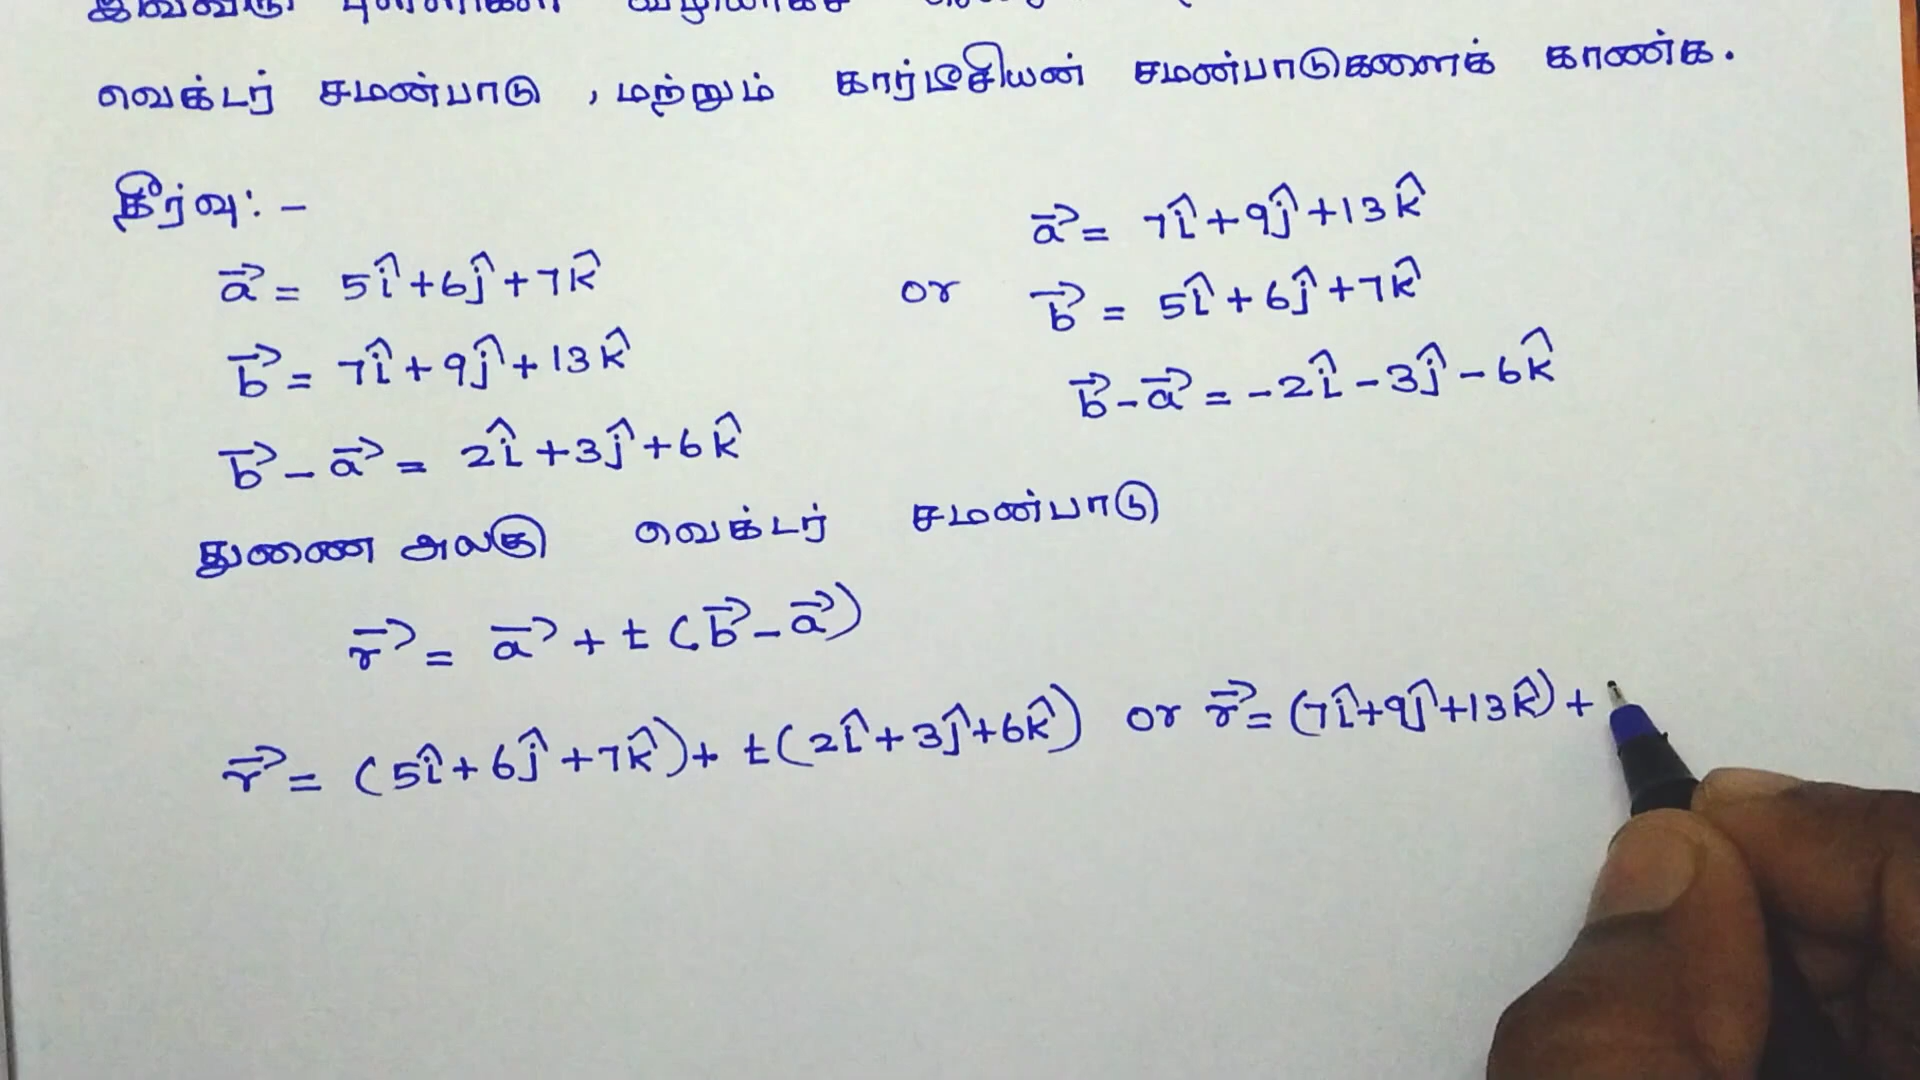 வெக்டர் சமன்பாடு , மற்றும் கார்டீசியன் சமன்பாடுகளைக் காண்க.
தீர்வு: -
a⃗ = 5î+6ĵ+7k̂
b⃗ = 7î+9ĵ+13k̂
b⃗ - a⃗ = 2î+3ĵ+6k̂
or
a⃗ = 7î+9ĵ+13k̂
b⃗ = 5î+6ĵ+7k̂
b⃗ - a⃗ = -2î-3ĵ-6k̂
துணை அலகு வெக்டர் சமன்பாடு
r⃗ = a⃗ + t (b⃗ - a⃗)
r⃗ = (5î+6ĵ+7k̂)+ t(2î+3ĵ+6k̂) or r⃗ = (7î+9ĵ+13k̂) +